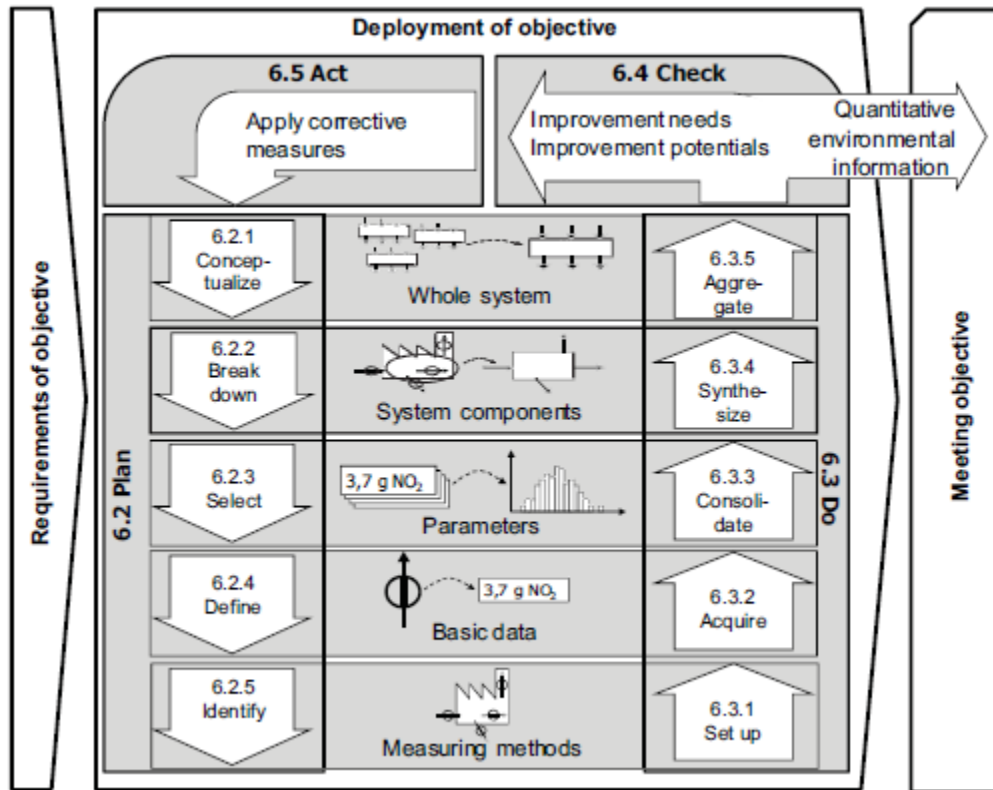 Deployment of objective
Requirements of objective
6.5 Act
Apply corrective
measures
6.4 Check
Improvement needs
Improvement potentials
Quantitative
environmental
information
Meeting objective
6.2 Plan
6.3 Do
6.2.1
Concep-
tualize
Whole system
6.3.5
Aggre-
gate
6.2.2
Break
down
System components
6.3.4
Synthe-
size
6.2.3
Select
3,7 g NO₂
Parameters
6.3.3
Consoli-
date
6.2.4
Define
3,7 g NO₂
Basic data
6.3.2
Acquire
6.2.5
Identify
Measuring methods
6.3.1
Set up